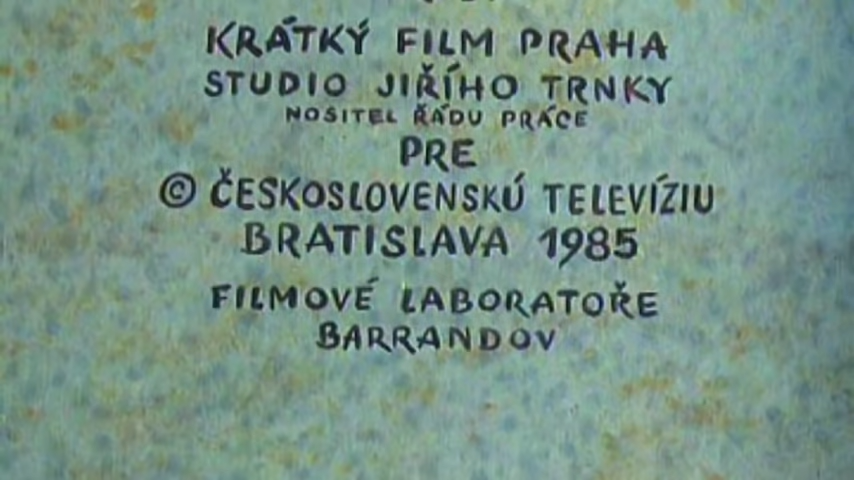 KRÁTKÝ FILM PRAHA
STUDIO JIŘÍHO TRNKY
NOSITEL ŘÁDU PRÁCE
PRE
© ČESKOSLOVENSKÚ TELEVÍZIU
BRATISLAVA 1985
FILMOVÉ LABORATOŘE
BARRANDOV